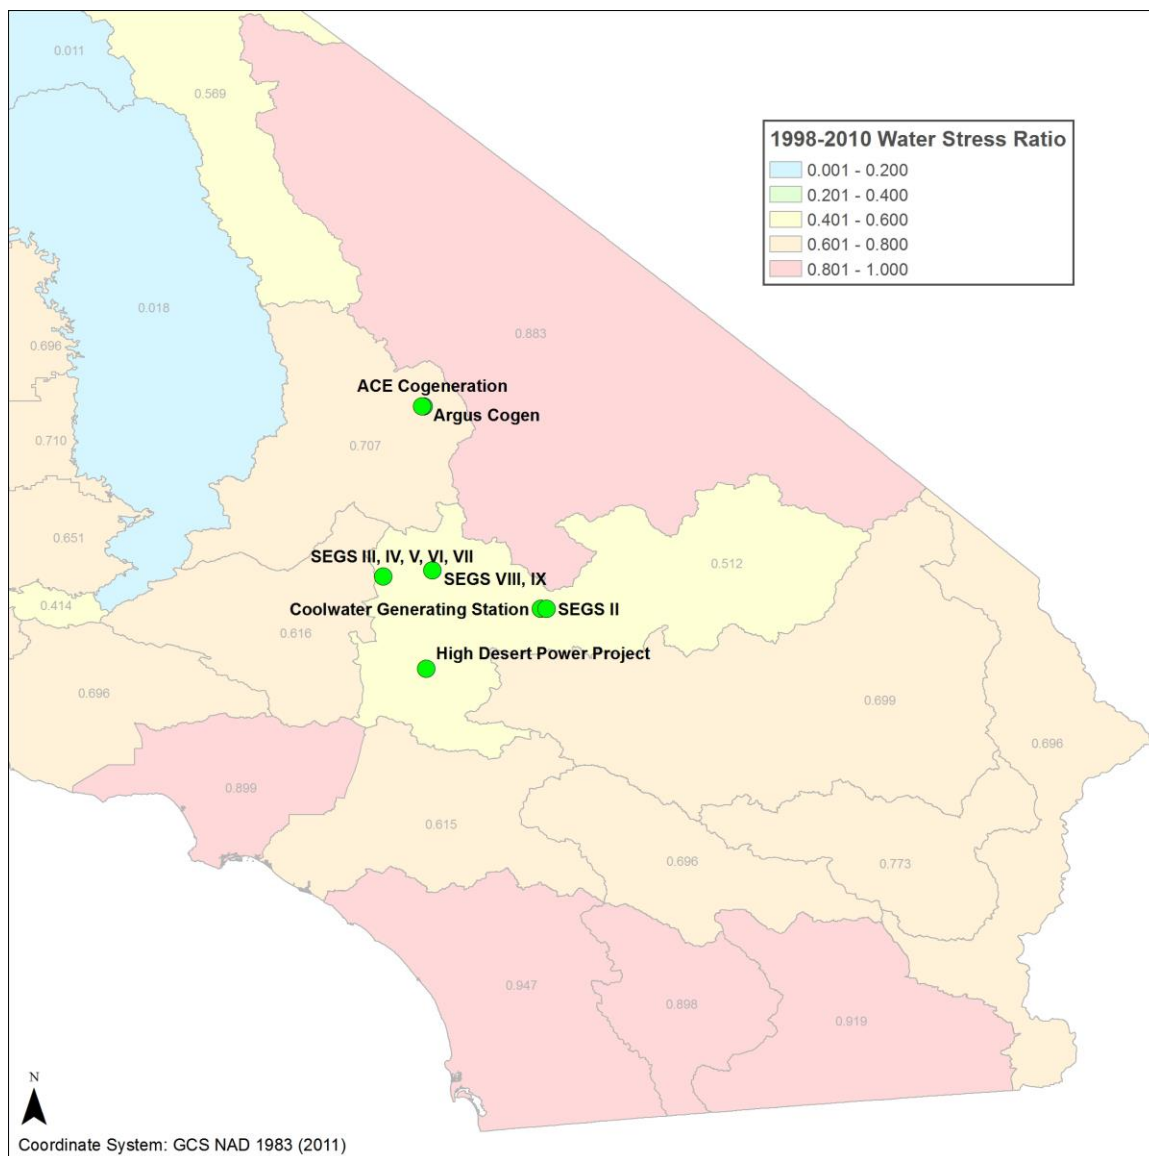 0.011
0.569
1998-2010 Water Stress Ratio
0.001 - 0.200
0.201 - 0.400
0.401 - 0.600
0.601 - 0.800
0.801 - 1.000
0.018
0.883
0.696
ACE Cogeneration
Argus Cogen
0.710
0.707
0.651
SEGS III, IV, V, VI, VII
SEGS VIII, IX
0.512
0.414
Coolwater Generating Station
SEGS II
0.616
High Desert Power Project
0.696
0.699
0.696
0.899
0.615
0.696
0.773
0.947
0.898
0.919
N
Coordinate System: GCS NAD 1983 (2011)